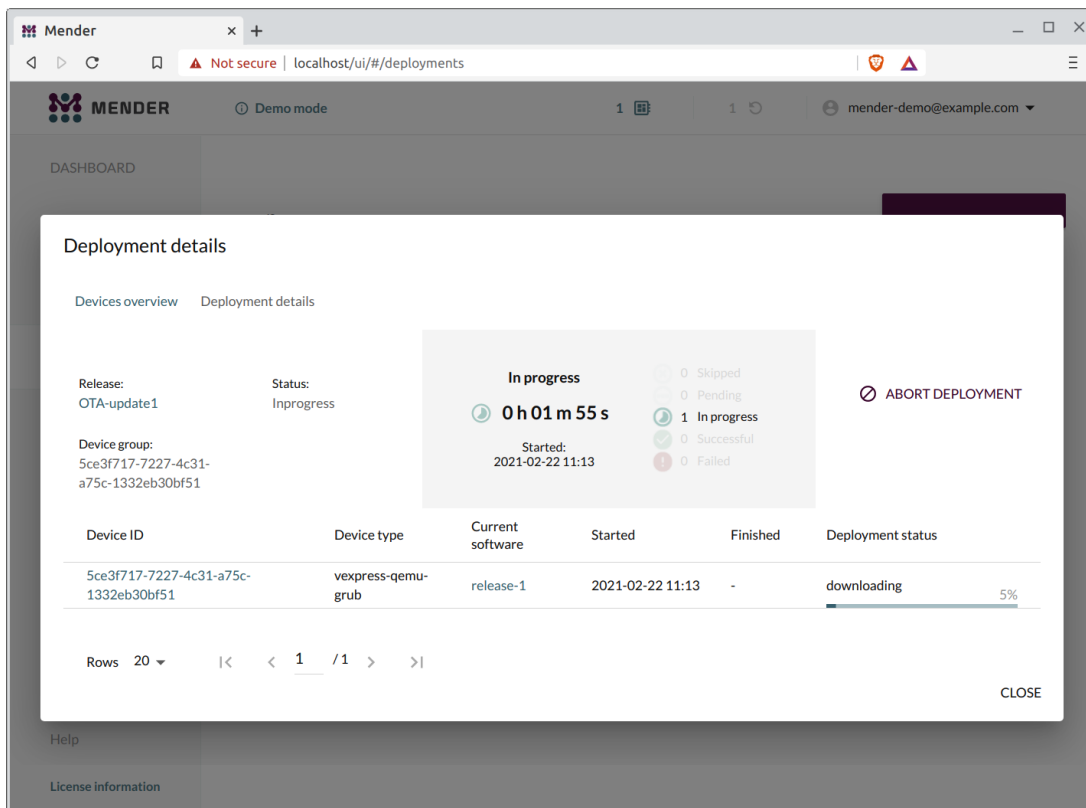 Mender
Not secure | localhost/ui/#/deployments
MENDER
Demo mode
1
1
mender-demo@example.com
DASHBOARD
Deployment details
Devices overview
Deployment details
Release:
OTA-update1
Status:
Inprogress
Device group:
5ce3f717-7227-4c31-
a75c-1332eb30bf51
In progress
0 h 01 m 55 s
Started:
2021-02-22 11:13
0 Skipped
0 Pending
1 In progress
0 Successful
0 Failed
ABORT DEPLOYMENT
Device ID
Device type
Current
software
Started
Finished
Deployment status
5ce3f717-7227-4c31-a75c-
1332eb30bf51
vexpress-qemu-
grub
release-1
2021-02-22 11:13
-
downloading
5%
Rows 20
1 / 1
CLOSE
Help
License information